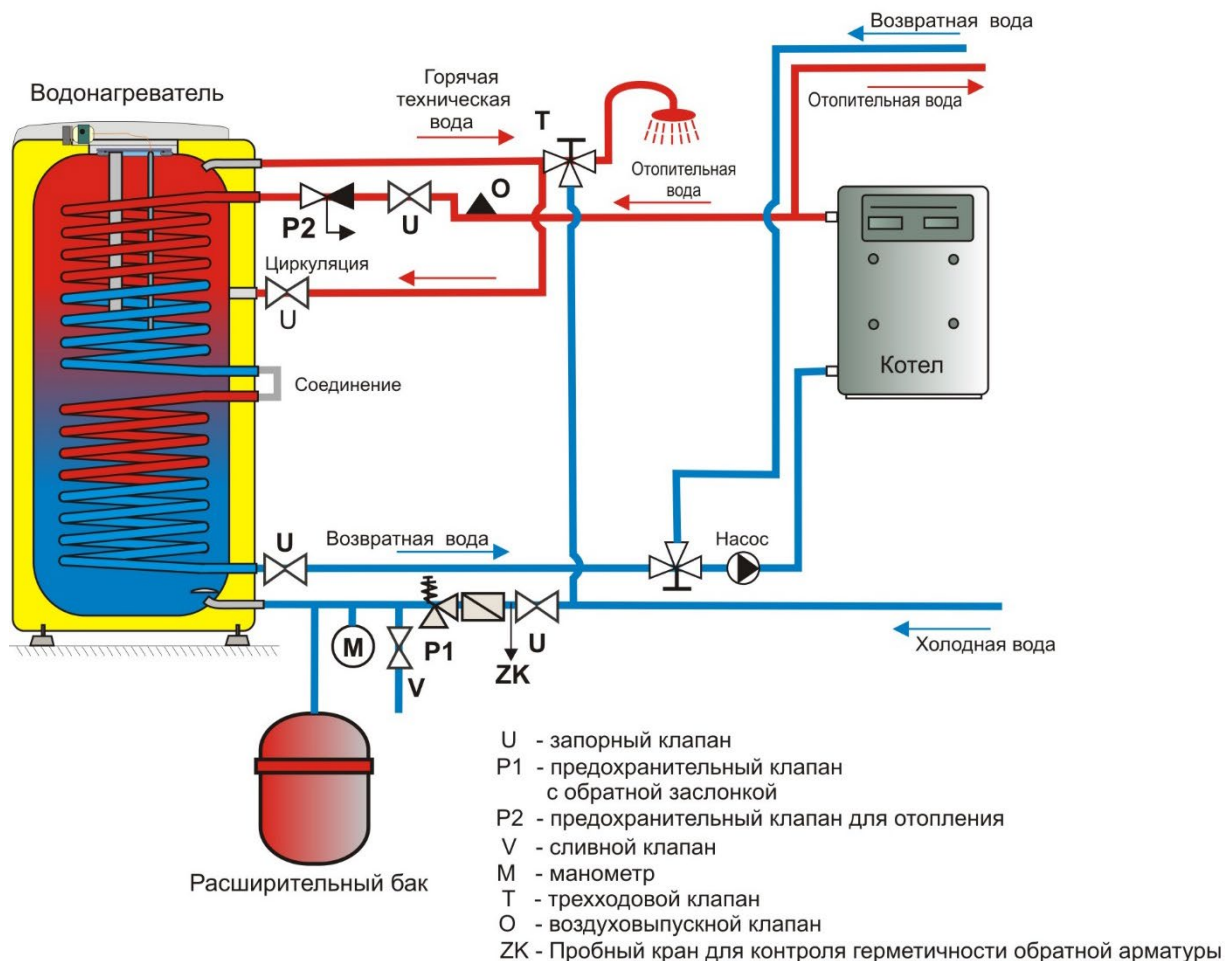 Возвратная вода
Водонагреватель
Горячая
техническая
вода
T
Отопительная вода
Отопительная
вода
O
P2
U
Циркуляция
U
Котел
Соединение
U
Возвратная вода
Насос
M
V
P1
ZK
U
Холодная вода
Расширительный бак
U - запорный клапан
P1 - предохранительный клапан
с обратной заслонкой
P2 - предохранительный клапан для отопления
V - сливной клапан
M - манометр
T - трехходовой клапан
O - воздуховыпускной клапан
ZK - Пробный кран для контроля герметичности обратной арматуры